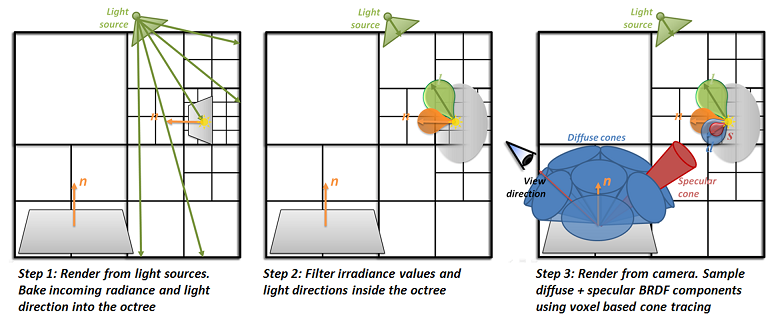 Light
source
n
n
Step 1: Render from light sources.
Bake incoming radiance and light
direction into the octree
Light
source
n
n
Step 2: Filter irradiance values and
light directions inside the octree
Light
source
n
s
d
Diffuse cones
View
direction
n
Specular
cone
Step 3: Render from camera. Sample
diffuse + specular BRDF components
using voxel based cone tracing